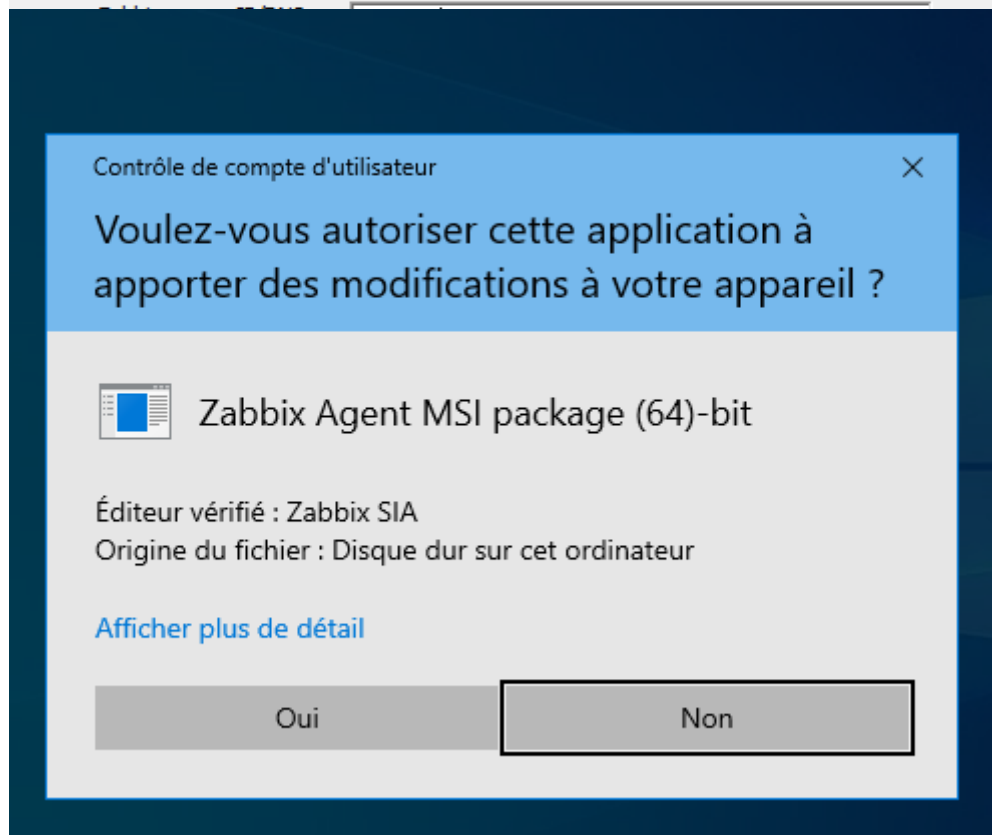 Contrôle de compte d'utilisateur
Voulez-vous autoriser cette application à
apporter des modifications à votre appareil ?
Zabbix Agent MSI package (64)-bit
Éditeur vérifié : Zabbix SIA
Origine du fichier : Disque dur sur cet ordinateur
Afficher plus de détail
Oui
Non